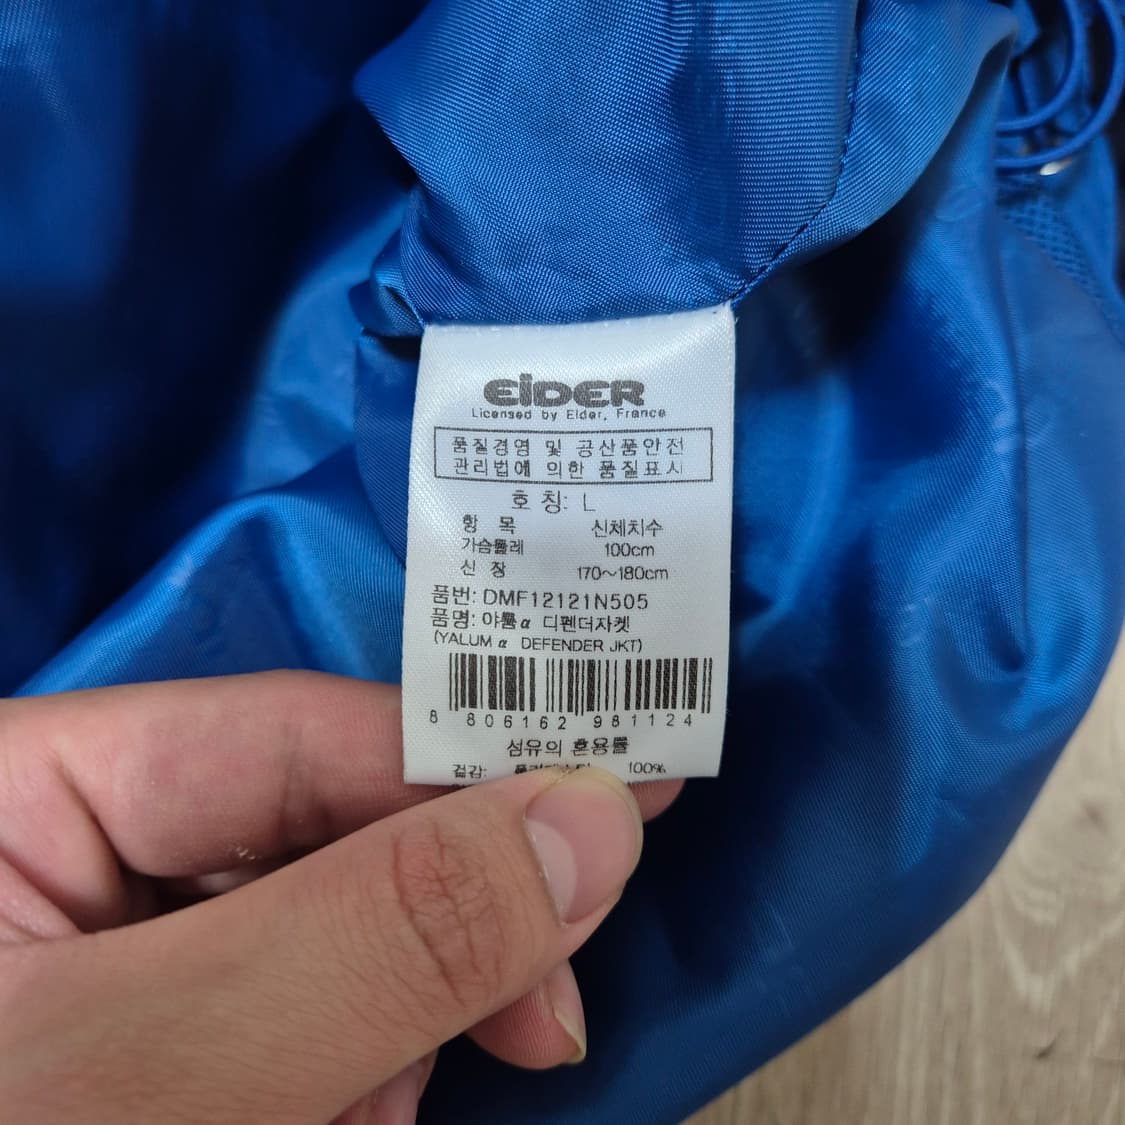 EiDER
Licensed by Eider, France
품질경영 및 공산품안전
관리법에 의한 품질표시
호 칭: L
항 목 신체치수
가슴둘레 100cm
신 장 170~180cm
품번: DMF12121N505
품명: 야룸α 디펜더자켓
(YALUM α DEFENDER JKT)
8 806162 981124
섬유의 혼용률
겉감: 100%